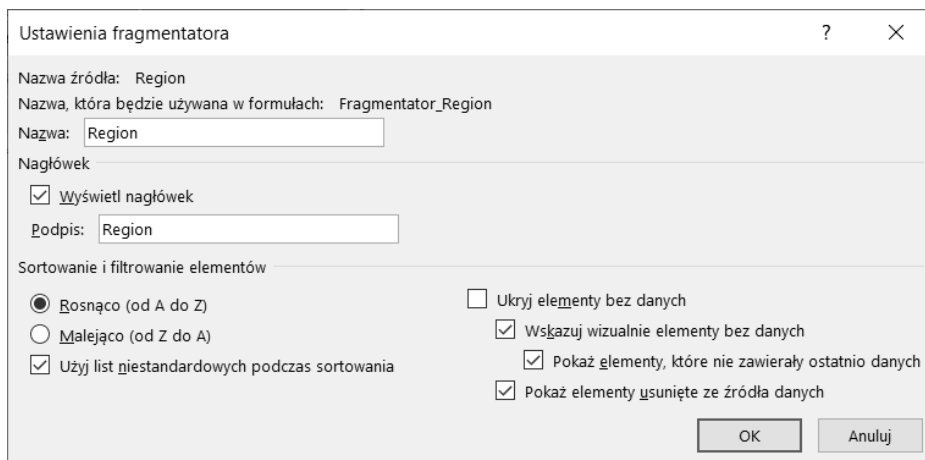 Ustawienia fragmentatora ?
Nazwa źródła: Region
Nazwa, która będzie używana w formułach: Fragmentator_Region
Nazwa: Region
Nagłówek
Wyświetl nagłówek
Podpis: Region
Sortowanie i filtrowanie elementów
Rosnąco (od A do Z)
Malejąco (od Z do A)
Użyj list niestandardowych podczas sortowania
Ukryj elementy bez danych
Wskazuj wizualnie elementy bez danych
Pokaż elementy, które nie zawierały ostatnio danych
Pokaż elementy usunięte ze źródła danych
OK Anuluj